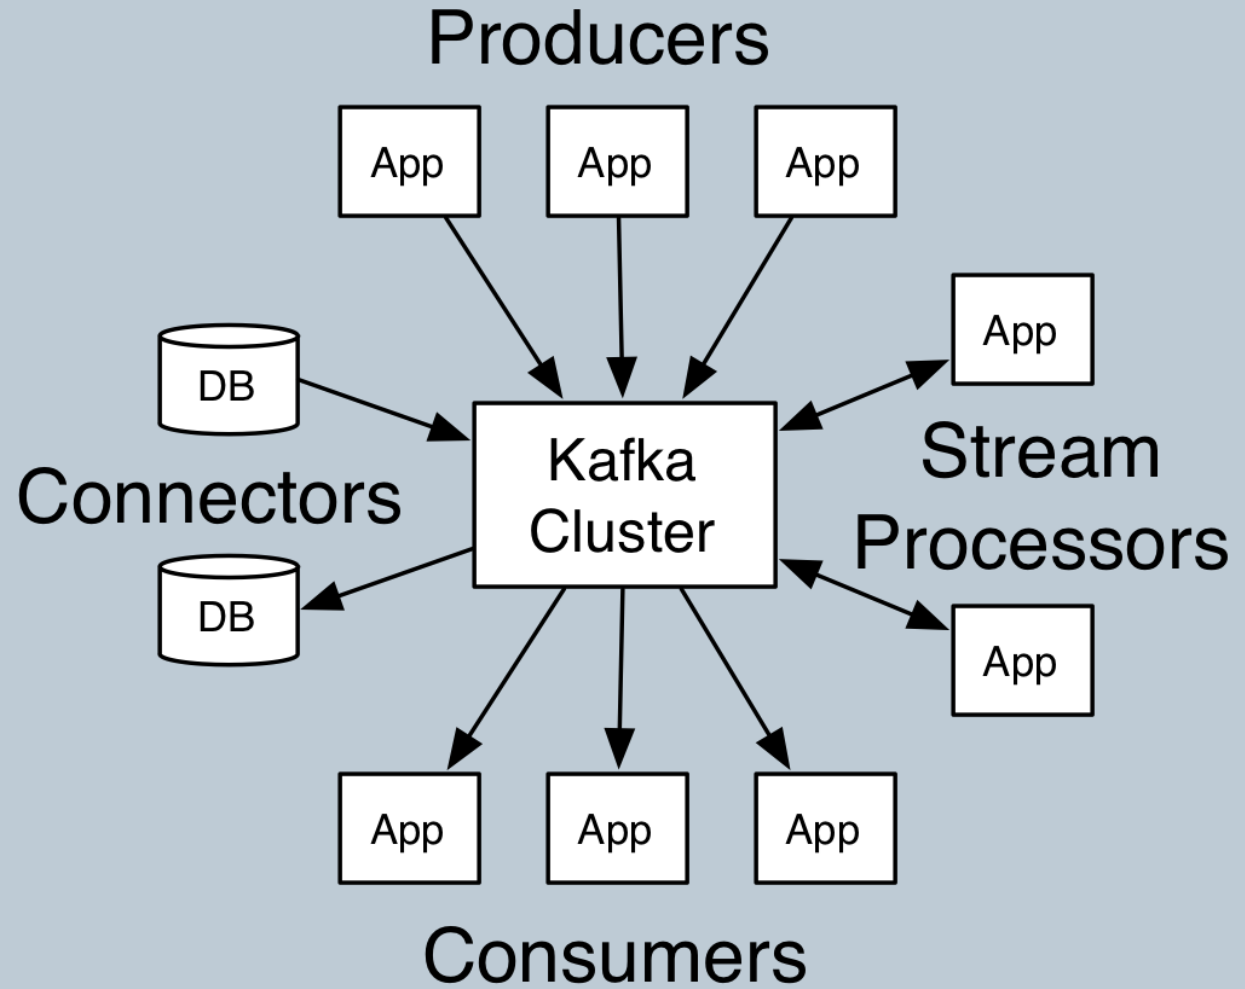 Producers
App
App
App
App
DB
Kafka
Cluster
Stream
Processors
Connectors
DB
App
App
App
App
Consumers